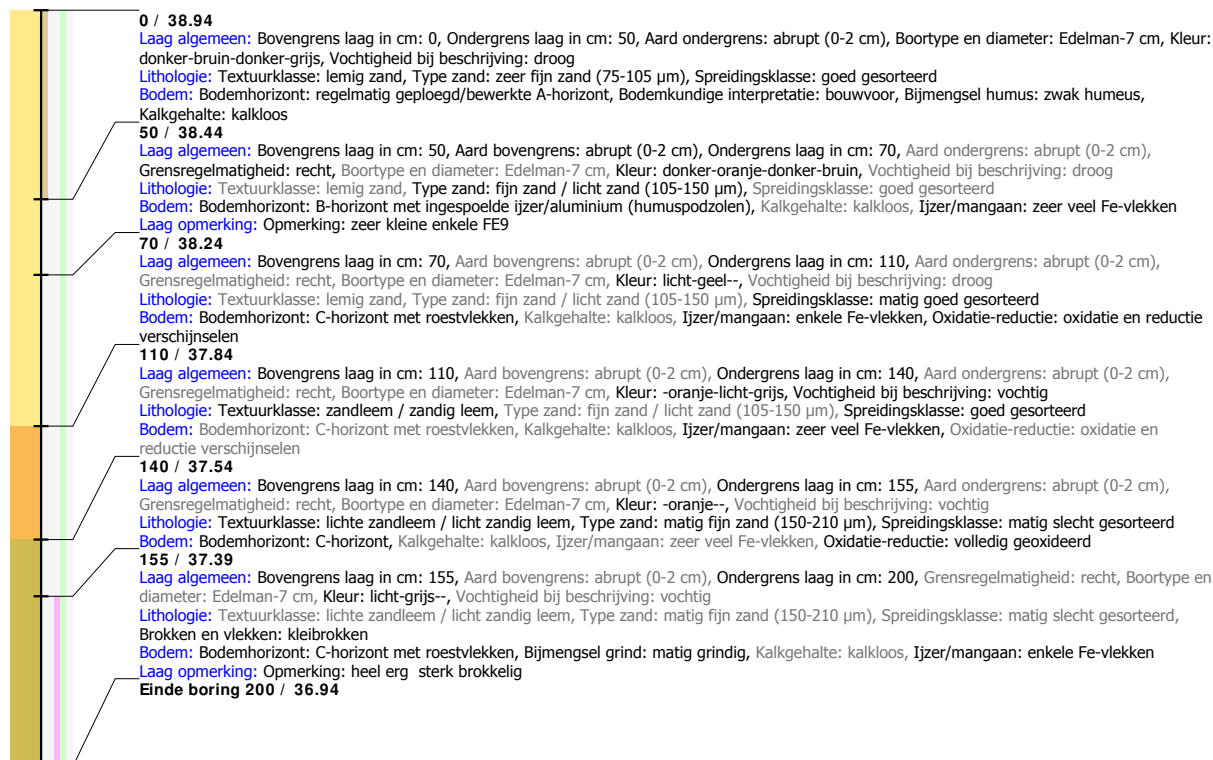 0 / 38.94
Laag algemeen: Bovengrens laag in cm: 0, Ondergrens laag in cm: 50, Aard ondergrens: abrupt (0-2 cm), Boortype en diameter: Edelman-7 cm, Kleur:
donker-bruin-donker-grijs, Vochtigheid bij beschrijving: droog
Lithologie: Textuurklasse: lemig zand, Type zand: zeer fijn zand (75-105 µm), Spreidingsklasse: goed gesorteerd
Bodem: Bodemhorizont: regelmatig geploegd/bewerkte A-horizont, Bodemkundige interpretatie: bouwvoor, Bijmengsel humus: zwak humeus,
Kalkgehalte: kalkloos
50 / 38.44
Laag algemeen: Bovengrens laag in cm: 50, Aard bovengrens: abrupt (0-2 cm), Ondergrens laag in cm: 70, Aard ondergrens: abrupt (0-2 cm),
Grensregelmatigheid: recht, Boortype en diameter: Edelman-7 cm, Kleur: donker-oranje-donker-bruin, Vochtigheid bij beschrijving: droog
Lithologie: Textuurklasse: lemig zand, Type zand: fijn zand / licht zand (105-150 µm), Spreidingsklasse: goed gesorteerd
Bodem: Bodemhorizont: B-horizont met ingespoelde ijzer/aluminium (humuspodzolen), Kalkgehalte: kalkloos, Ijzer/mangaan: zeer veel Fe-vlekken
Laag opmerking: Opmerking: zeer kleine enkele FE9
70 / 38.24
Laag algemeen: Bovengrens laag in cm: 70, Aard bovengrens: abrupt (0-2 cm), Ondergrens laag in cm: 110, Aard ondergrens: abrupt (0-2 cm),
Grensregelmatigheid: recht, Boortype en diameter: Edelman-7 cm, Kleur: licht-geel--, Vochtigheid bij beschrijving: droog
Lithologie: Textuurklasse: lemig zand, Type zand: fijn zand / licht zand (105-150 µm), Spreidingsklasse: matig goed gesorteerd
Bodem: Bodemhorizont: C-horizont met roestvlekken, Kalkgehalte: kalkloos, Ijzer/mangaan: enkele Fe-vlekken, Oxidatie-reductie: oxidatie en reductie
verschijnselen
110 / 37.84
Laag algemeen: Bovengrens laag in cm: 110, Aard bovengrens: abrupt (0-2 cm), Ondergrens laag in cm: 140, Aard ondergrens: abrupt (0-2 cm),
Grensregelmatigheid: recht, Boortype en diameter: Edelman-7 cm, Kleur: -oranje-licht-grijs, Vochtigheid bij beschrijving: vochtig
Lithologie: Textuurklasse: zandleem / zandig leem, Type zand: fijn zand / licht zand (105-150 µm), Spreidingsklasse: goed gesorteerd
Bodem: Bodemhorizont: C-horizont met roestvlekken, Kalkgehalte: kalkloos, Ijzer/mangaan: zeer veel Fe-vlekken, Oxidatie-reductie: oxidatie en
reductie verschijnselen
140 / 37.54
Laag algemeen: Bovengrens laag in cm: 140, Aard bovengrens: abrupt (0-2 cm), Ondergrens laag in cm: 155, Aard ondergrens: abrupt (0-2 cm),
Grensregelmatigheid: recht, Boortype en diameter: Edelman-7 cm, Kleur: -oranje--, Vochtigheid bij beschrijving: vochtig
Lithologie: Textuurklasse: lichte zandleem / licht zandig leem, Type zand: matig fijn zand (150-210 µm), Spreidingsklasse: matig slecht gesorteerd
Bodem: Bodemhorizont: C-horizont, Kalkgehalte: kalkloos, Ijzer/mangaan: zeer veel Fe-vlekken, Oxidatie-reductie: volledig geoxideerd
155 / 37.39
Laag algemeen: Bovengrens laag in cm: 155, Aard bovengrens: abrupt (0-2 cm), Ondergrens laag in cm: 200, Grensregelmatigheid: recht, Boortype en
diameter: Edelman-7 cm, Kleur: licht-grijs--, Vochtigheid bij beschrijving: vochtig
Lithologie: Textuurklasse: lichte zandleem / licht zandig leem, Type zand: matig fijn zand (150-210 µm), Spreidingsklasse: matig slecht gesorteerd,
Brokken en vlekken: kleibrokken
Bodem: Bodemhorizont: C-horizont met roestvlekken, Bijmengsel grind: matig grindig, Kalkgehalte: kalkloos, Ijzer/mangaan: enkele Fe-vlekken
Laag opmerking: Opmerking: heel erg sterk brokkelig
Einde boring 200 / 36.94